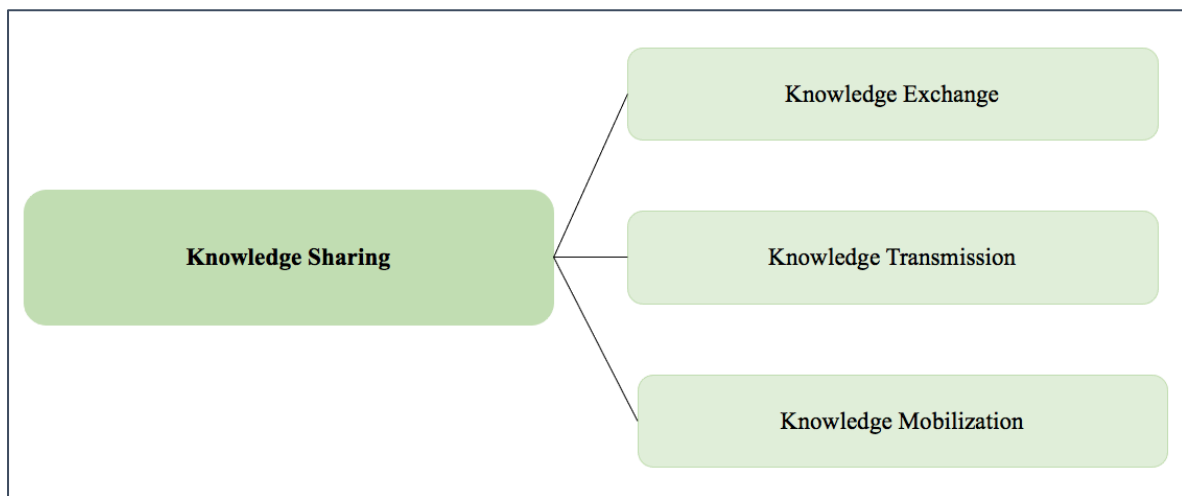 Knowledge Exchange
Knowledge Sharing
Knowledge Transmission
Knowledge Mobilization